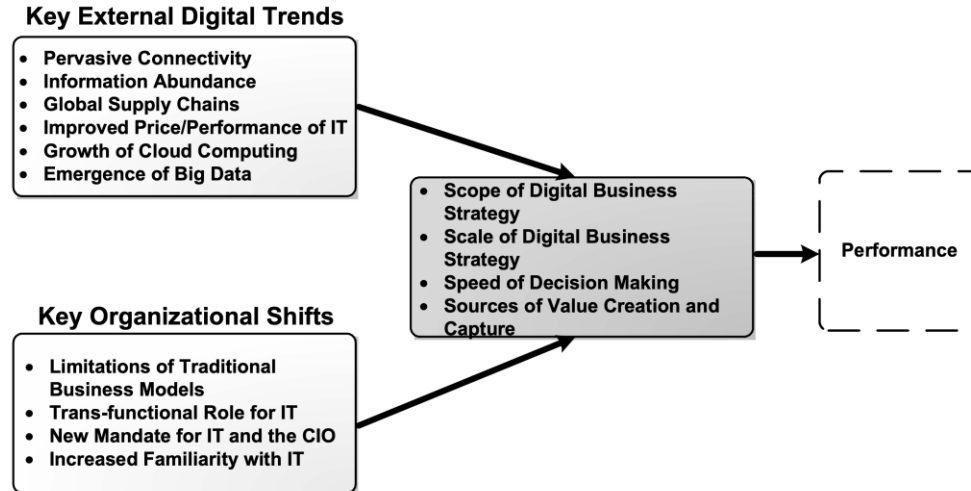 Key External Digital Trends
• Pervasive Connectivity
• Information Abundance
• Global Supply Chains
• Improved Price/Performance of IT
• Growth of Cloud Computing
• Emergence of Big Data
• Scope of Digital Business
Strategy
• Scale of Digital Business
Strategy
• Speed of Decision Making
• Sources of Value Creation and
Capture
Performance
Key Organizational Shifts
• Limitations of Traditional
Business Models
• Trans-functional Role for IT
• New Mandate for IT and the CIO
• Increased Familiarity with IT